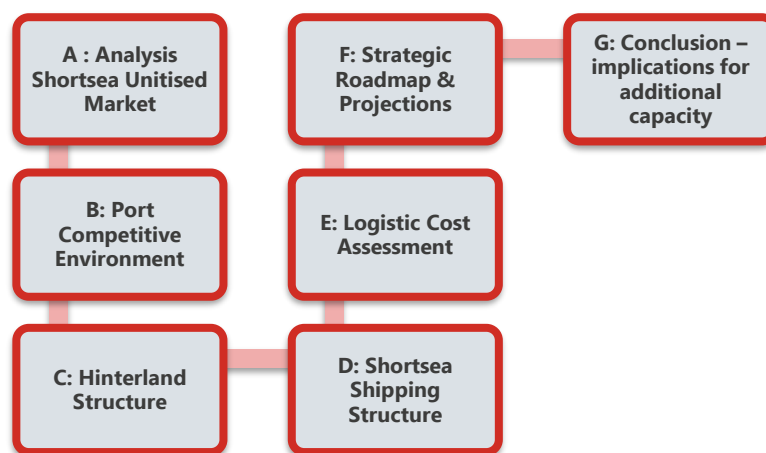 A : Analysis
Shortsea Unitised
Market
B: Port
Competitive
Environment
C: Hinterland
Structure
D: Shortsea
Shipping
Structure
E: Logistic Cost
Assessment
F: Strategic
Roadmap &
Projections
G: Conclusion –
implications for
additional
capacity